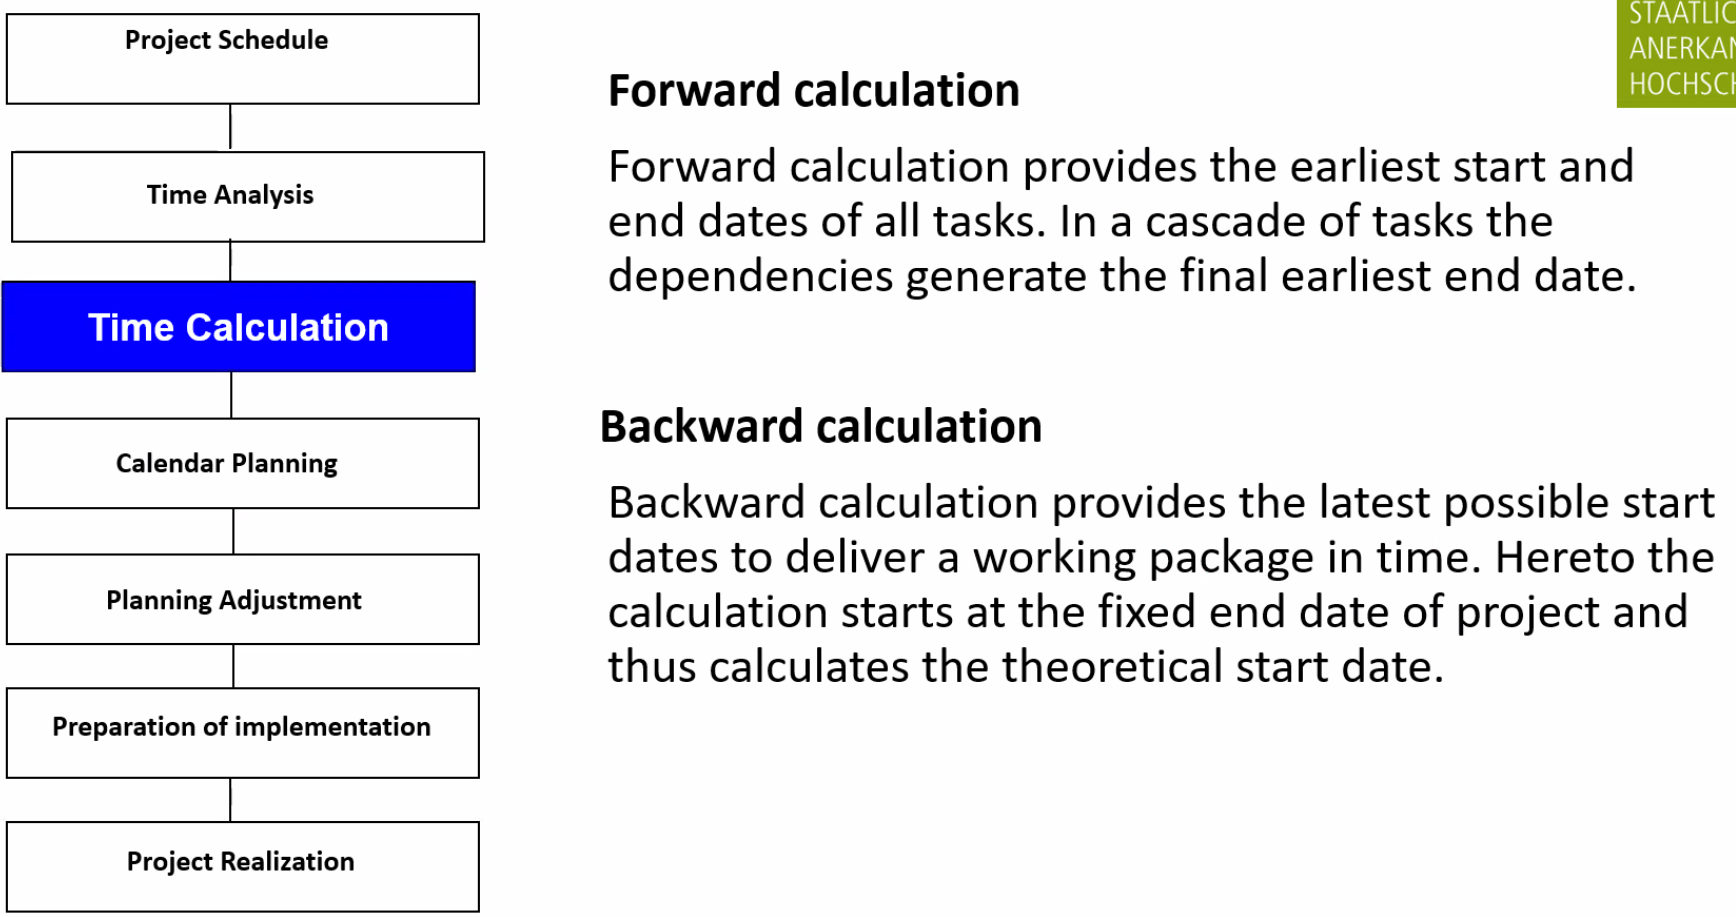 Project Schedule
Time Analysis
Time Calculation
Calendar Planning
Planning Adjustment
Preparation of implementation
Project Realization
Forward calculation
Forward calculation provides the earliest start and
end dates of all tasks. In a cascade of tasks the
dependencies generate the final earliest end date.
Backward calculation
Backward calculation provides the latest possible start
dates to deliver a working package in time. Hereto the
calculation starts at the fixed end date of project and
thus calculates the theoretical start date.